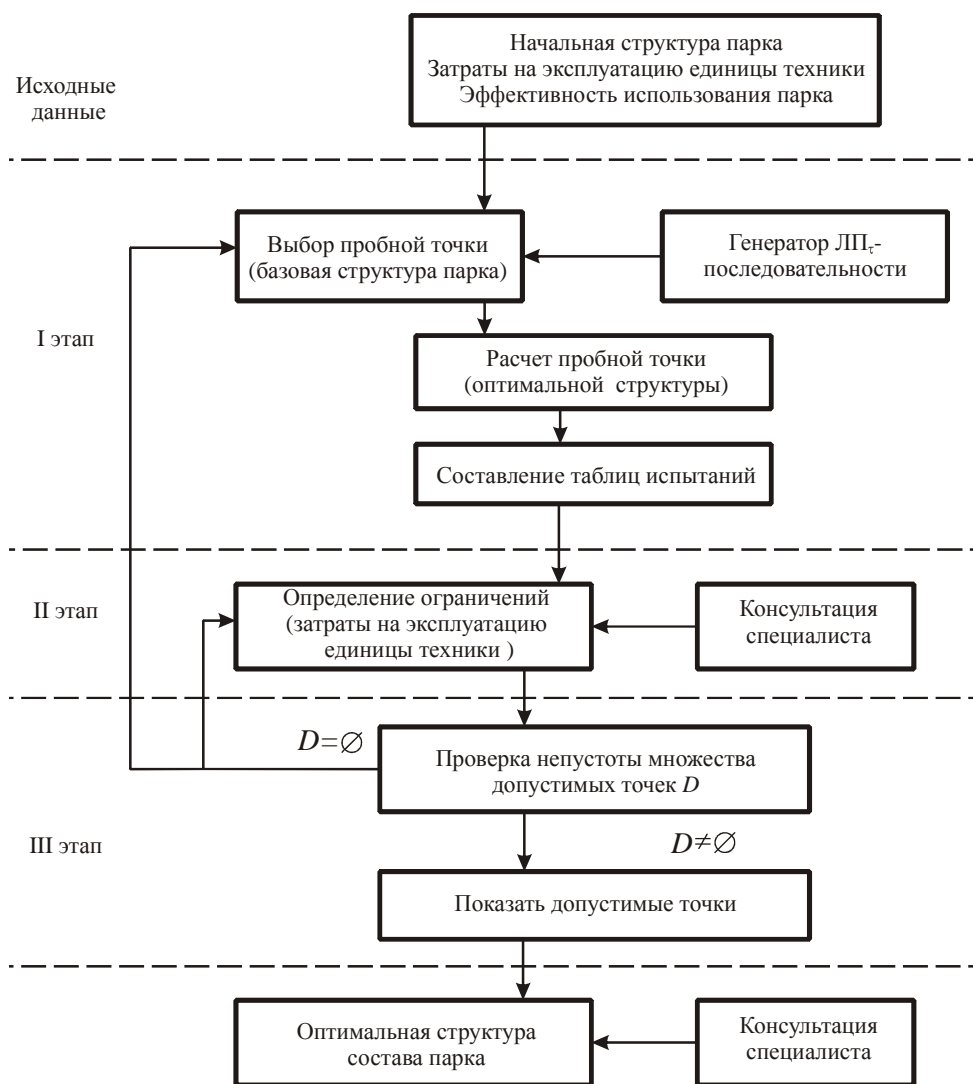 Начальная структура парка
Затраты на эксплуатацию единицы техники
Эффективность использования парка
Исходные
данные
Выбор пробной точки
(базовая структура парка)
Генератор ЛПτ-
последовательности
I этап
Расчет пробной точки
(оптимальной структуры)
Составление таблиц испытаний
II этап
Определение ограничений
(затраты на эксплуатацию
единицы техники )
Консультация
специалиста
D=∅
Проверка непустоты множества
допустимых точек D
III этап
D≠∅
Показать допустимые точки
Оптимальная структура
состава парка
Консультация
специалиста